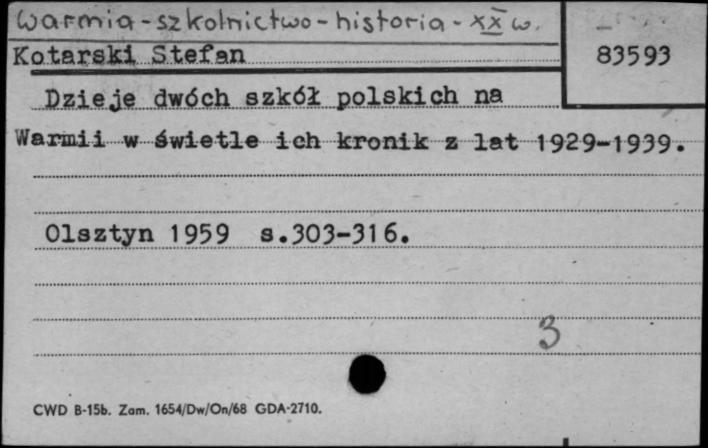 Warmia-szkolnictwo-historia-XX w.
Kotarski Stefan
83593
Dzieje dwóch szkół polskich na
Warmii w świetle ich kronik z lat 1929-1939.
Olsztyn 1959 s.303-316.
3
CWD B-15b. Zam. 1654/Dw/On/68 GDA-2710.